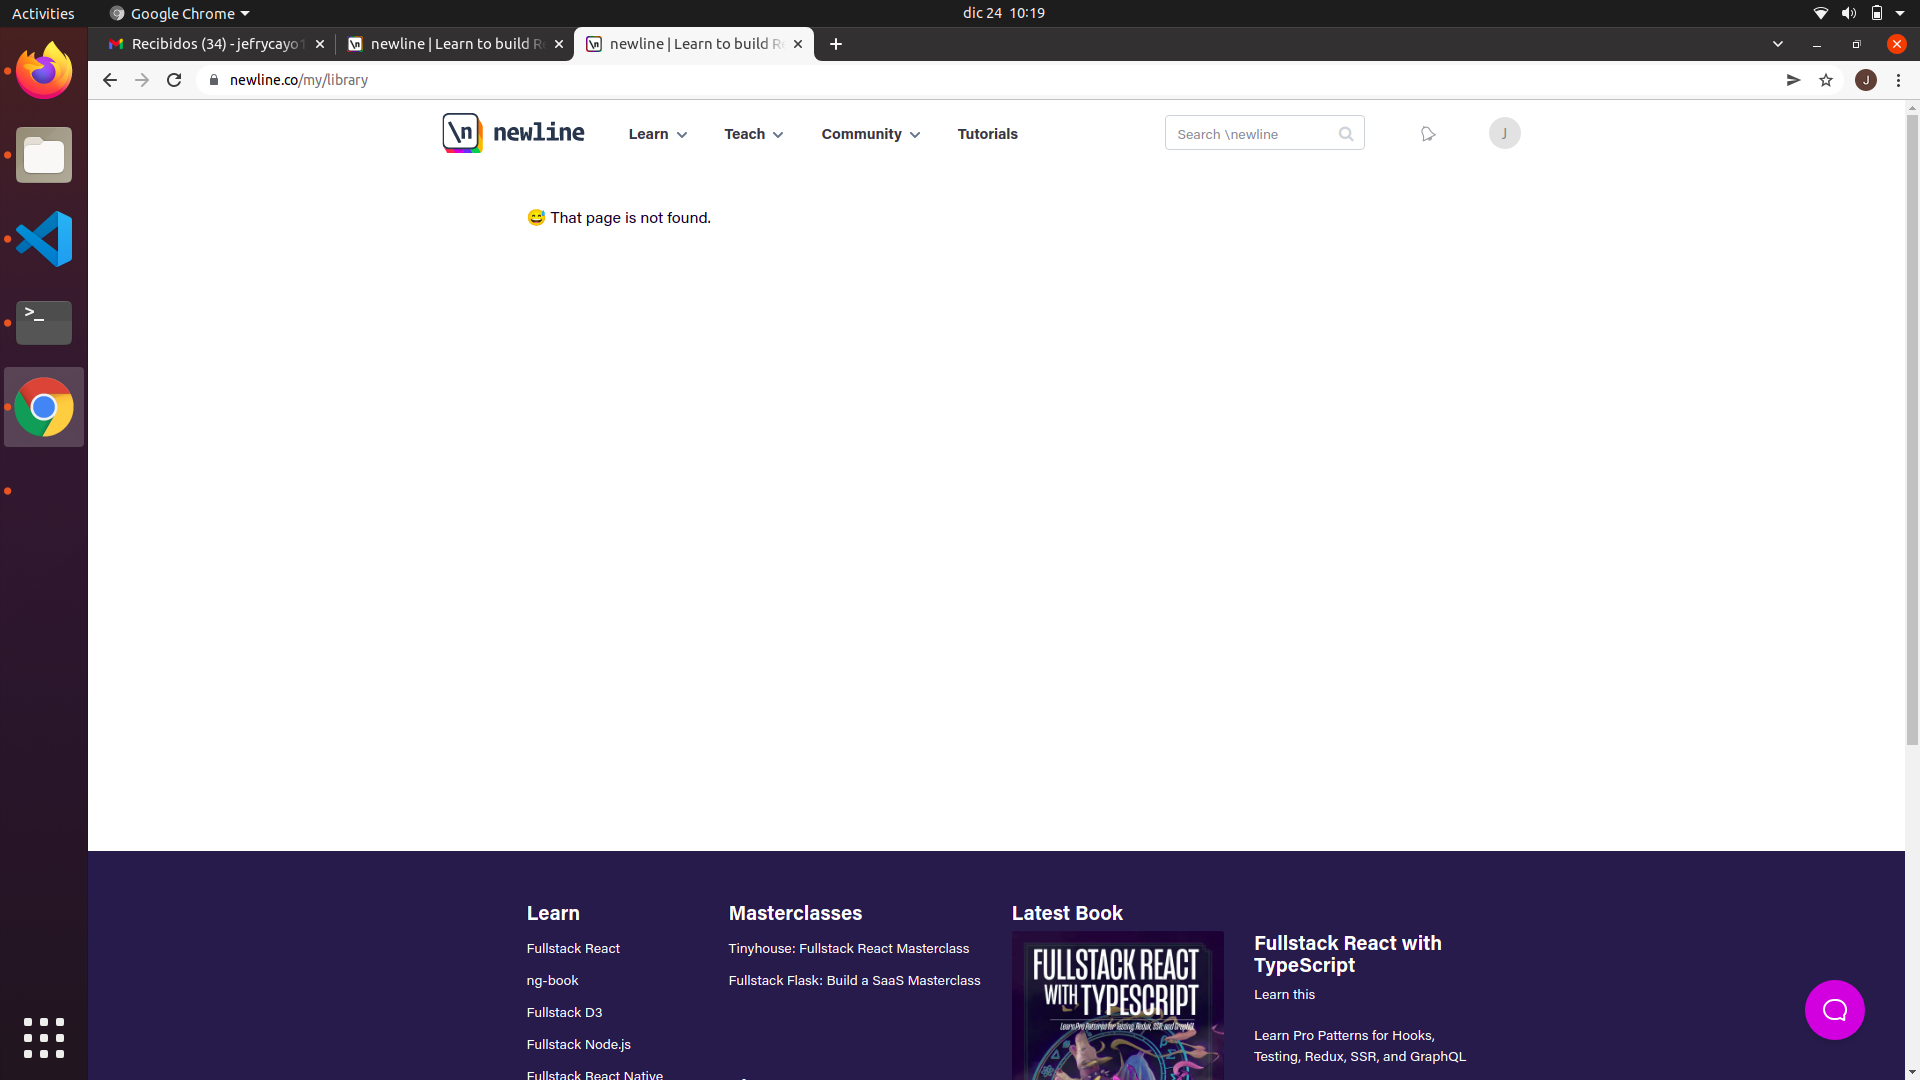 Activities
Google Chrome
dic 24 10:19
Recibidos (34) - jefrycayo1
newline | Learn to build Re
newline | Learn to build Re
newline.co/my/library
J
\n newline
Learn
Teach
Community
Tutorials
Search \newline
J
😅 That page is not found.
Learn
Fullstack React
ng-book
Fullstack D3
Fullstack Node.js
Fullstack React Native
Masterclasses
Tinyhouse: Fullstack React Masterclass
Fullstack Flask: Build a SaaS Masterclass
Latest Book
FULLSTACK REACT
WITH TYPESCRIPT
Learn Pro Patterns for Testing, Redux, SSR, and GraphQL
Fullstack React with
TypeScript
Learn this
Learn Pro Patterns for Hooks,
Testing, Redux, SSR, and GraphQL